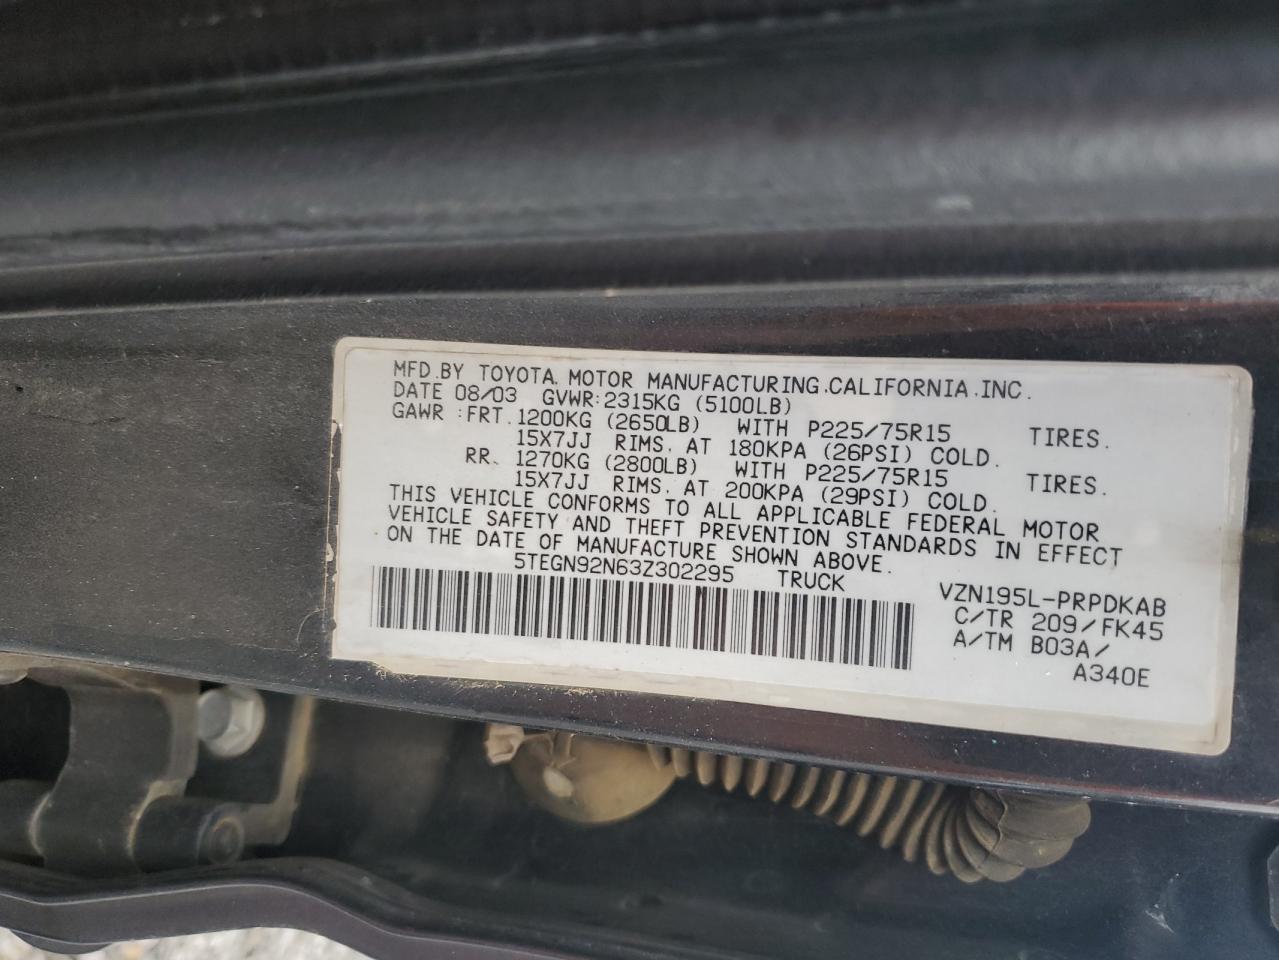 MFD.BY TOYOTA MOTOR MANUFACTURING.CALIFORNIA.INC.
DATE 08/03 GVWR:2315KG (5100LB)
GAWR :FRT.1200KG (2650LB) WITH P225/75R15 TIRES.
15X7JJ RIMS. AT 180KPA (26PSI) COLD.
RR. 1270KG (2800LB) WITH P225/75R15 TIRES.
15X7JJ RIMS. AT 200KPA (29PSI) COLD.
THIS VEHICLE CONFORMS TO ALL APPLICABLE FEDERAL MOTOR
VEHICLE SAFETY AND THEFT PREVENTION STANDARDS IN EFFECT
ON THE DATE OF MANUFACTURE SHOWN ABOVE.
5TEGN92N63Z302295 TRUCK
VZN195L-PRPDKAB
C/TR 209/FK45
A/TM B03A/
A340E